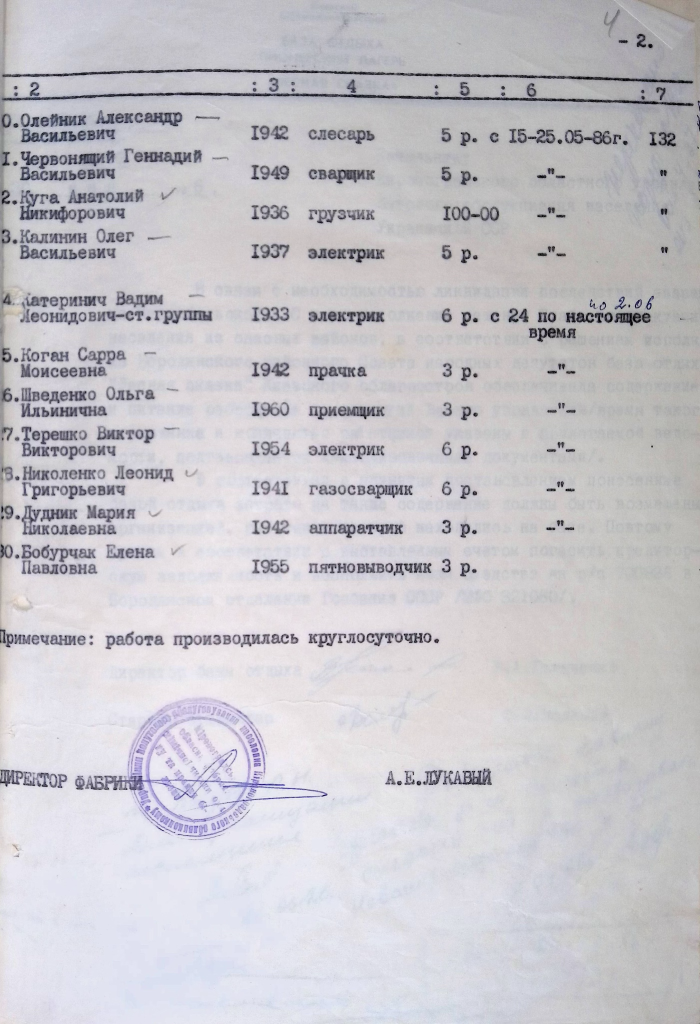 4
- 2.
: 2 : 3 : 4 : 5 : 6 : 7
0.Олейник Александр —
Васильевич 1942 слесарь 5 р. с 15-25.05-86г. 132
1.Червонящий Геннадий —
Васильевич 1949 сварщик 5 р. -"- "
2.Куга Анатолий ✓
Никифорович 1936 грузчик 100-00 -"- "
3.Калинин Олег —
Васильевич 1937 электрик 5 р. -"- "
4.Катеринич Вадим — по 2.06
Леонидович-ст.группы 1933 электрик 6 р. с 24 по настоящее
время
5.Коган Сарра —
Моисеевна 1942 прачка 3 р. -"-
6.Шведенко Ольга —
Ильинична 1960 приемщик 3 р. -"-
27.Терешко Виктор —
Викторович 1954 электрик 6 р. -"-
28.Николенко Леонид ✓
Григорьевич 1941 газосварщик 6 р. -"-
29.Дудник Мария ✓
Николаевна 1942 аппаратчик 3 р. -"-
30.Бобурчак Елена ✓
Павловна 1955 пятновыводчик 3 р.
Примечание: работа производилась круглосуточно.
ДИРЕКТОР ФАБРИКИ А.Е.ЛУКАВЫЙ